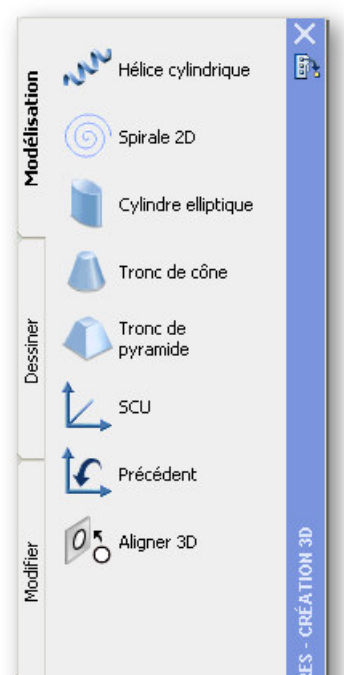 Modélisation
Dessiner
Modifier
Hélice cylindrique
Spirale 2D
Cylindre elliptique
Tronc de cône
Tronc de
pyramide
SCU
Précédent
Aligner 3D
- CRÉATION 3D